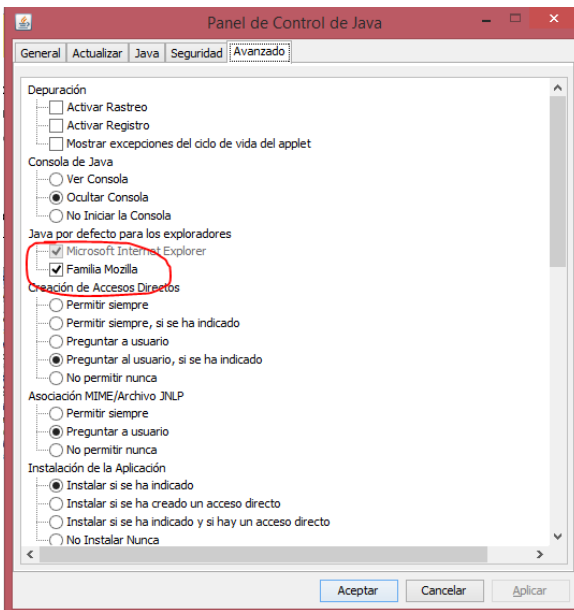 Panel de Control de Java
General Actualizar Java Seguridad Avanzado
Depuración
Activar Rastreo
Activar Registro
Mostrar excepciones del ciclo de vida del applet
Consola de Java
Ver Consola
Ocultar Consola
No Iniciar la Consola
Java por defecto para los exploradores
Microsoft Internet Explorer
Familia Mozilla
Creación de Accesos Directos
Permitir siempre
Permitir siempre, si se ha indicado
Preguntar a usuario
Preguntar al usuario, si se ha indicado
No permitir nunca
Asociación MIME/Archivo JNLP
Permitir siempre
Preguntar a usuario
No permitir nunca
Instalación de la Aplicación
Instalar si se ha indicado
Instalar si se ha creado un acceso directo
Instalar si se ha indicado y si hay un acceso directo
No Instalar Nunca
Aceptar Cancelar Aplicar